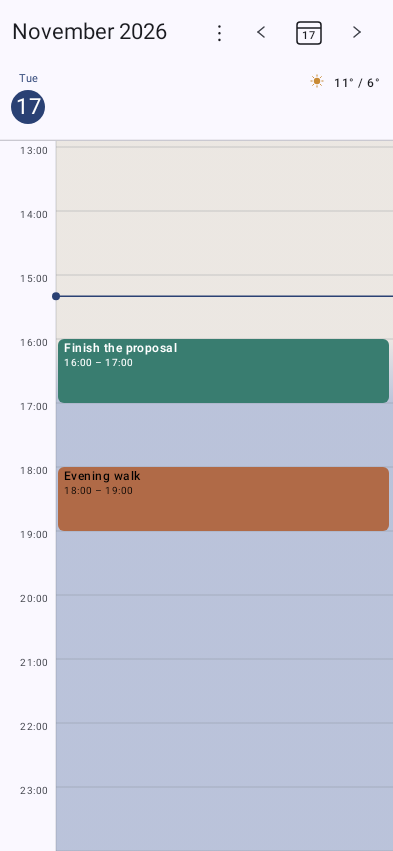 November 2026
17
Tue
17
11° / 6°
13:00
14:00
15:00
16:00
Finish the proposal
16:00 – 17:00
17:00
18:00
Evening walk
18:00 – 19:00
19:00
20:00
21:00
22:00
23:00